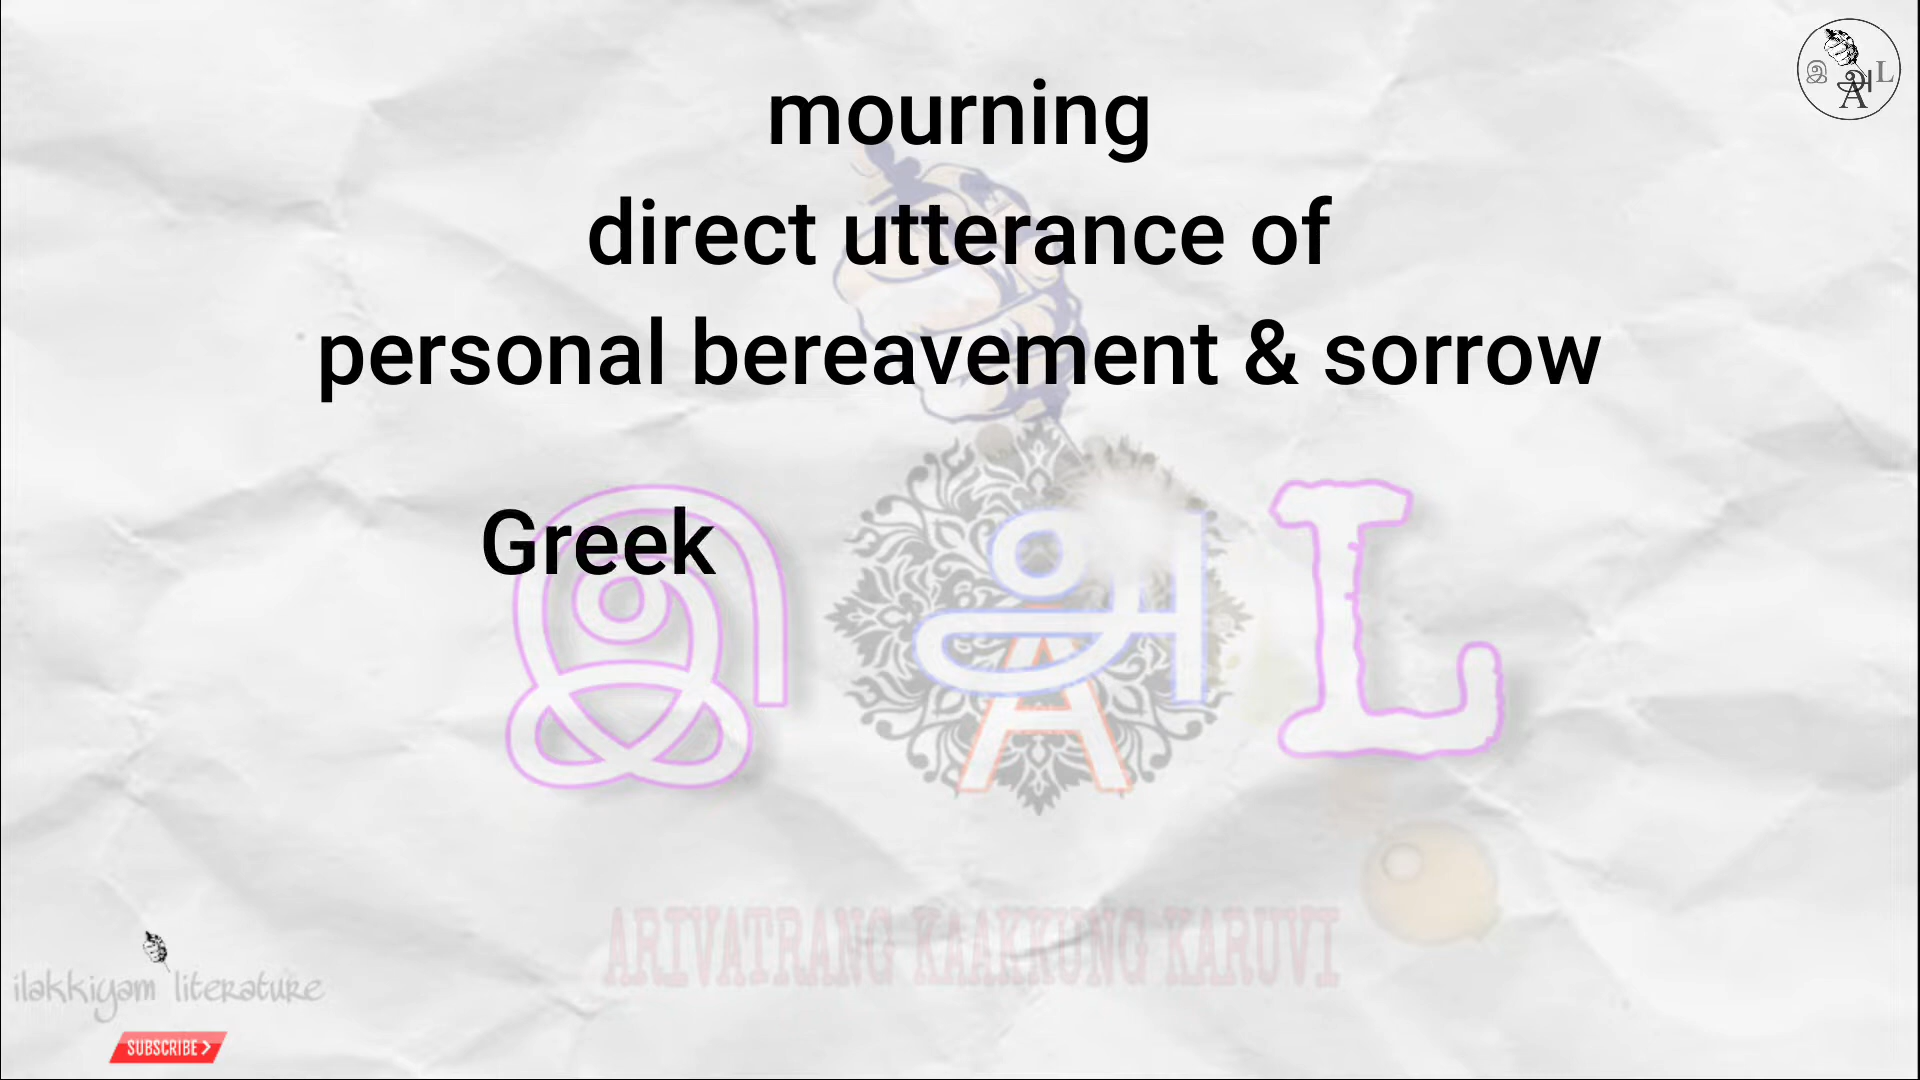 இ அ A L
mourning
direct utterance of
personal bereavement & sorrow
Greek
இ அ L
A
ARIVATRANG KAAKKUNG KARUVI
ilakkiyam literature
SUBSCRIBE >